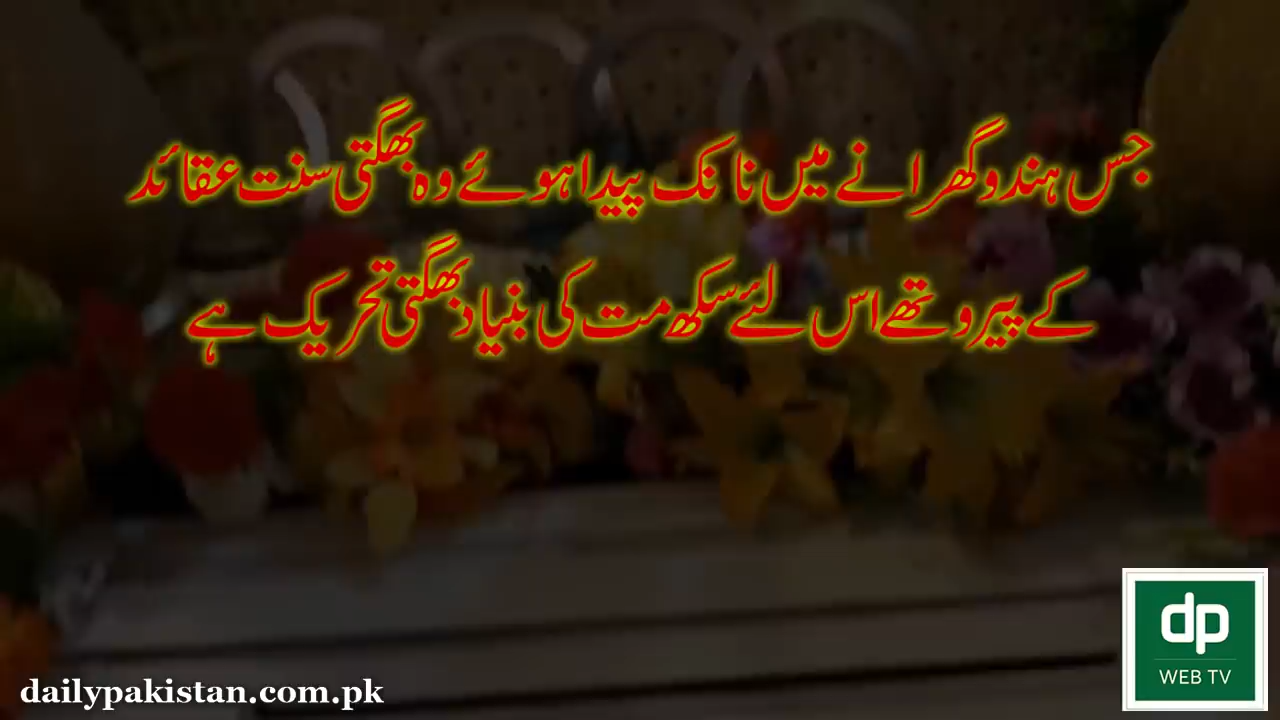 جس ہندو گھرانے میں نانک پیدا ہوئے وہ بھگتی سنت عقائد
کے پیرو تھے اس لئے سکھ مت کی بنیاد بھگتی تحریک ہے
dp
WEB TV
dailypakistan.com.pk